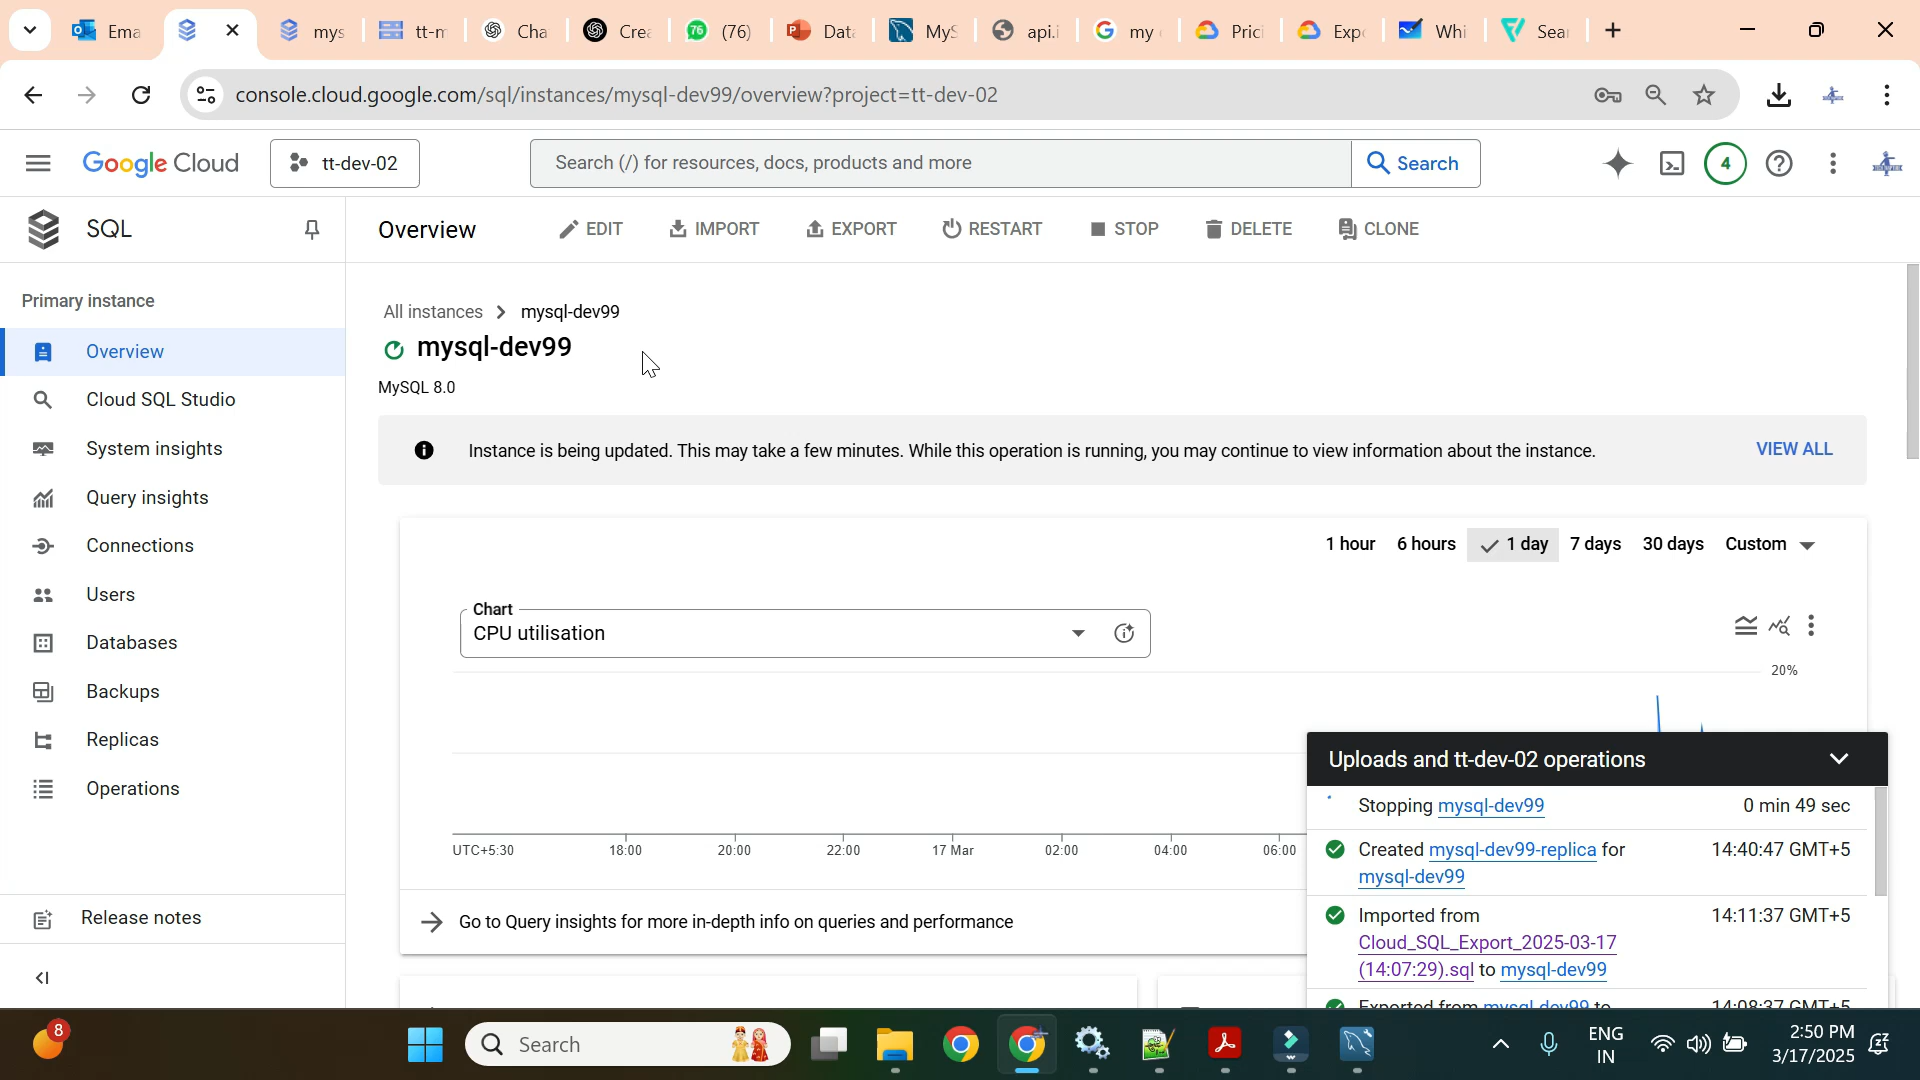 Ema
mys
tt-m
Cha
Crea
(76)
Data
MyS
api.i
my
Prici
Expo
Whi
Sear
console.cloud.google.com/sql/instances/mysql-dev99/overview?project=tt-dev-02
Google Cloud
tt-dev-02
Search (/) for resources, docs, products and more
Search
4
SQL
Overview
EDIT
IMPORT
EXPORT
RESTART
STOP
DELETE
CLONE
Primary instance
Overview
Cloud SQL Studio
System insights
Query insights
Connections
Users
Databases
Backups
Replicas
Operations
Release notes
All instances > mysql-dev99
mysql-dev99
MySQL 8.0
Instance is being updated. This may take a few minutes. While this operation is running, you may continue to view information about the instance.
VIEW ALL
1 hour 6 hours 1 day 7 days 30 days Custom
Chart
CPU utilisation
20%
UTC+5:30 18:00 20:00 22:00 17 Mar 02:00 04:00 06:00
Go to Query insights for more in-depth info on queries and performance
Uploads and tt-dev-02 operations
Stopping mysql-dev99 0 min 49 sec
Created mysql-dev99-replica for 14:40:47 GMT+5
mysql-dev99
Imported from 14:11:37 GMT+5
Cloud_SQL_Export_2025-03-17
(14:07:29).sql to mysql-dev99
Exported from mysql-dev99 to 14:08:37 GMT+5
8
Search
ENG
IN
2:50 PM
3/17/2025